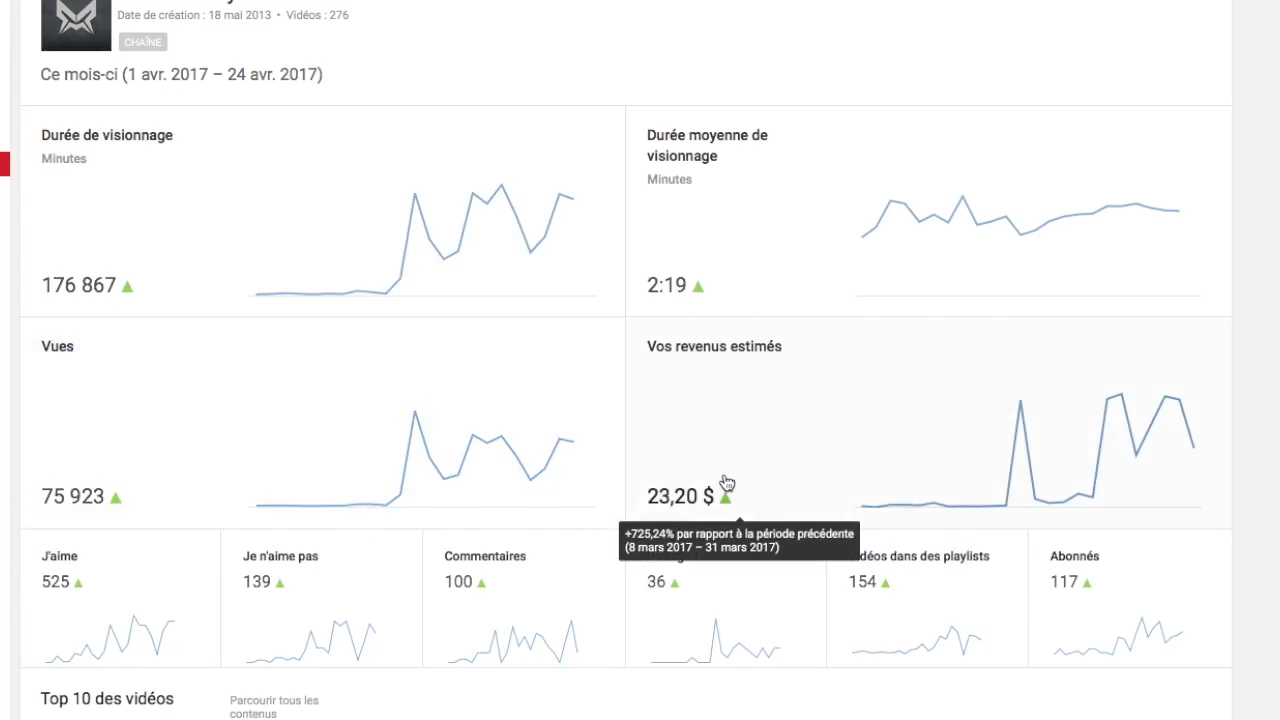 Date de création : 18 mai 2013 • Vidéos : 276
CHAÎNE
Ce mois-ci (1 avr. 2017 – 24 avr. 2017)
Durée de visionnage
Minutes
176 867
Durée moyenne de
visionnage
Minutes
2:19
Vues
75 923
Vos revenus estimés
23,20 $
+725,24% par rapport à la période précédente
(8 mars 2017 – 31 mars 2017)
J'aime
525
Je n'aime pas
139
Commentaires
100
36
dans des playlists
154
Abonnés
117
Top 10 des vidéos
Parcourir tous les
contenus